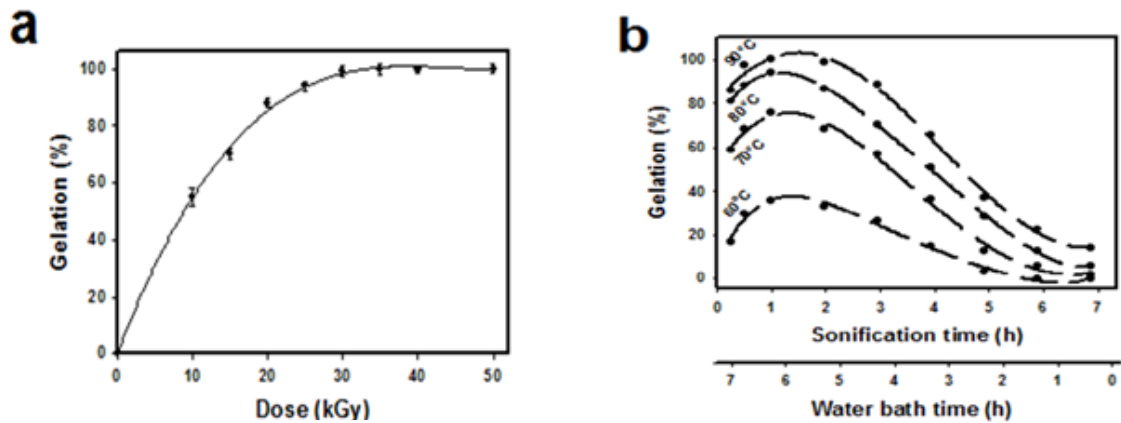 a
Gelation (%)
100
80
60
40
20
0
0 10 20 30 40 50
Dose (kGy)
b
Gelation (%)
100
80
60
40
20
0
90°C
80°C
70°C
60°C
0 1 2 3 4 5 6 7
Sonification time (h)
7 6 5 4 3 2 1 0
Water bath time (h)